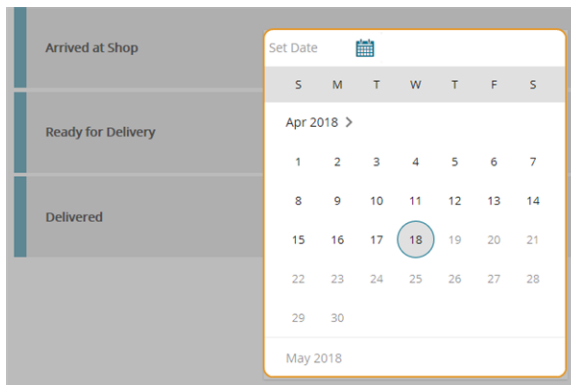 Arrived at Shop
Set Date
S M T W T F S
Apr 2018 >
1 2 3 4 5 6 7
Ready for Delivery
8 9 10 11 12 13 14
Delivered
15 16 17 18 19 20 21
22 23 24 25 26 27 28
29 30
May 2018